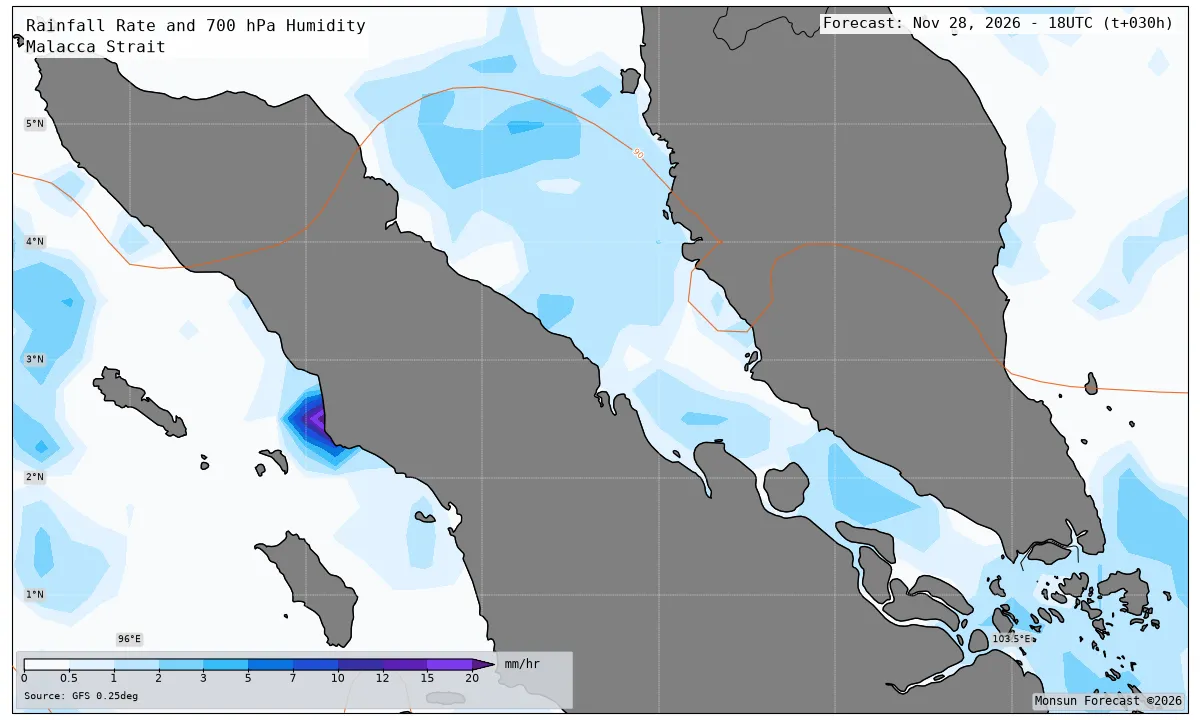 Rainfall Rate and 700 hPa Humidity
Malacca Strait
Forecast: Nov 28, 2026 - 18UTC (t+030h)
5°N
90
4°N
3°N
2°N
1°N
96°E
103.5°E
0 0.5 1 2 3 5 7 10 12 15 20 mm/hr
Source: GFS 0.25deg
Monsun Forecast ©2026